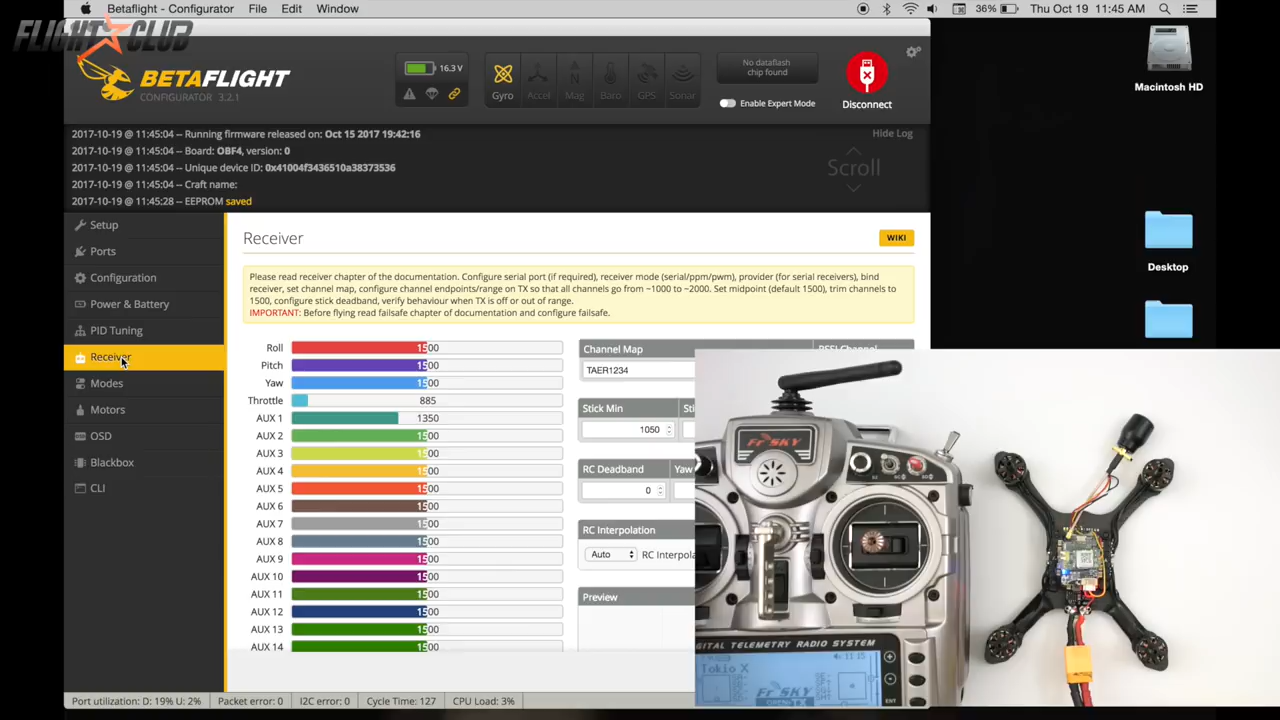 Betaflight - Configurator File Edit Window 36% Thu Oct 19 11:45 AM
FLIGHT CLUB
BETAFLIGHT
CONFIGURATOR 3.2.1
16.3 V
Gyro Accel Mag Baro GPS Sonar
No dataflash
chip found
Enable Expert Mode
Disconnect
Macintosh HD
2017-10-19 @ 11:45:04 -- Running firmware released on: Oct 15 2017 19:42:16
2017-10-19 @ 11:45:04 -- Board: OBF4, version: 0
2017-10-19 @ 11:45:04 -- Unique device ID: 0x41004f3436510a38373536
2017-10-19 @ 11:45:04 -- Craft name:
2017-10-19 @ 11:45:28 -- EEPROM saved
Hide Log
Scroll
Setup
Ports
Configuration
Power & Battery
PID Tuning
Receiver
Modes
Motors
OSD
Blackbox
CLI
Receiver
WIKI
Please read receiver chapter of the documentation. Configure serial port (if required), receiver mode (serial/ppm/pwm), provider (for serial receivers), bind
receiver, set channel map, configure channel endpoints/range on TX so that all channels go from ~1000 to ~2000. Set midpoint (default 1500), trim channels to
1500, configure stick deadband, verify behaviour when TX is off or out of range.
IMPORTANT: Before flying read failsafe chapter of documentation and configure failsafe.
Roll 1500
Pitch 1500
Yaw 1500
Throttle 885
AUX 1 1350
AUX 2 1500
AUX 3 1500
AUX 4 1500
AUX 5 1500
AUX 6 1500
AUX 7 1500
AUX 8 1500
AUX 9 1500
AUX 10 1500
AUX 11 1500
AUX 12 1500
AUX 13 1500
AUX 14 1500
Channel Map
TAER1234
RSSI Channel
Stick Min
1050
RC Deadband Yaw
0
RC Interpolation
Auto RC Interpola
Preview
Desktop
FrSKY
DIGITAL TELEMETRY RADIO SYSTEM
Tokio X
11:15
FrSKY
ENT
Port utilization: D: 19% U: 2% Packet error: 0 I2C error: 0 Cycle Time: 127 CPU Load: 3%